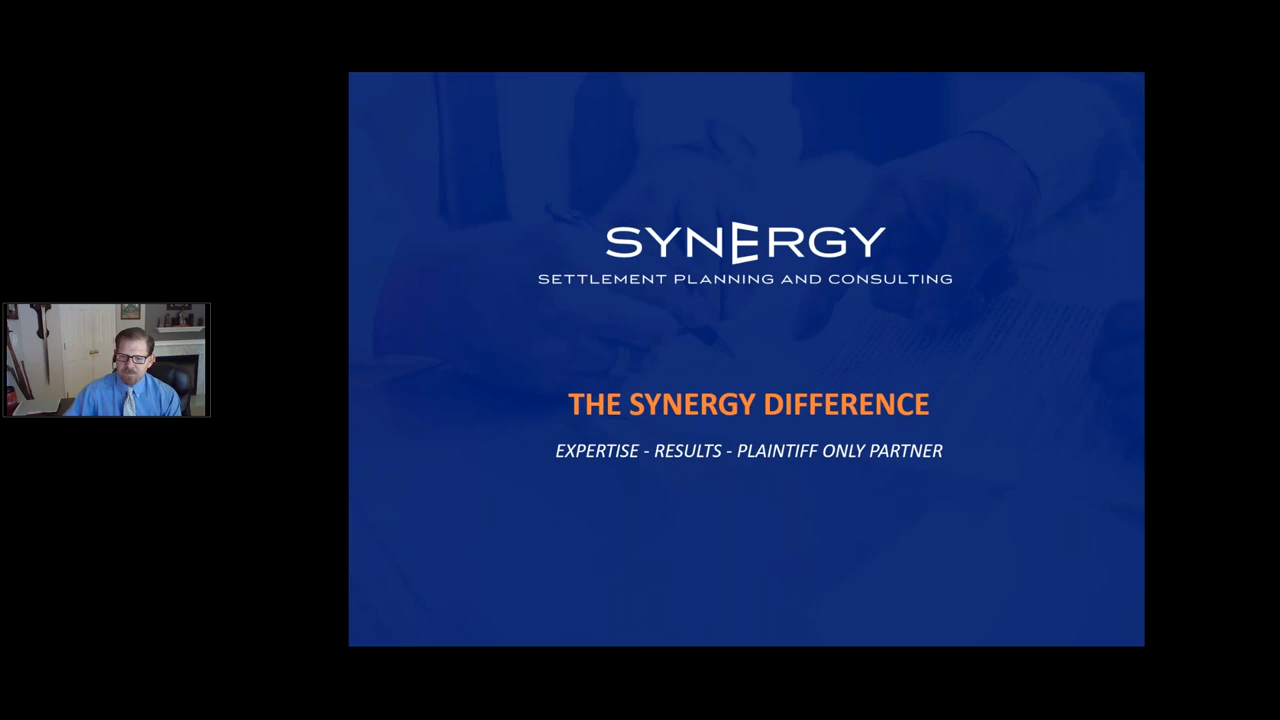 SYNERGY
SETTLEMENT PLANNING AND CONSULTING
THE SYNERGY DIFFERENCE
EXPERTISE - RESULTS - PLAINTIFF ONLY PARTNER